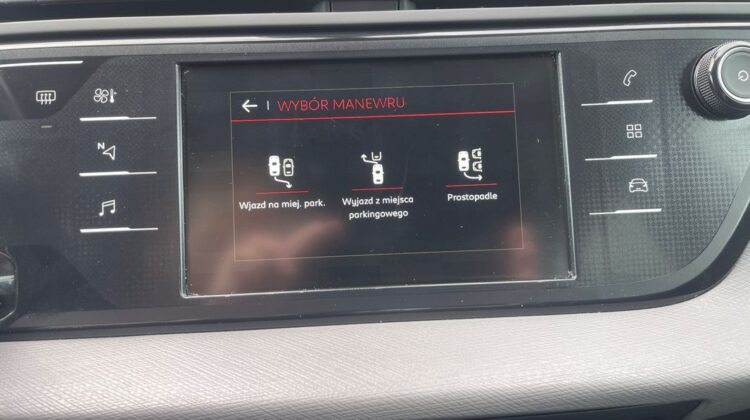 WYBÓR MANEWRU
Wjazd na miej. park.
Wyjazd z miejsca
parkingowego
Prostopadle
N